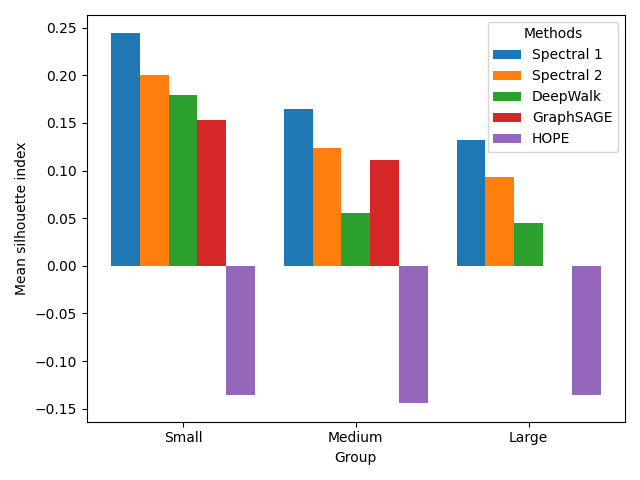 Methods
Spectral 1
Spectral 2
DeepWalk
GraphSAGE
HOPE
0.25
0.20
0.15
0.10
0.05
0.00
−0.05
−0.10
−0.15
Mean silhouette index
Small Medium Large
Group